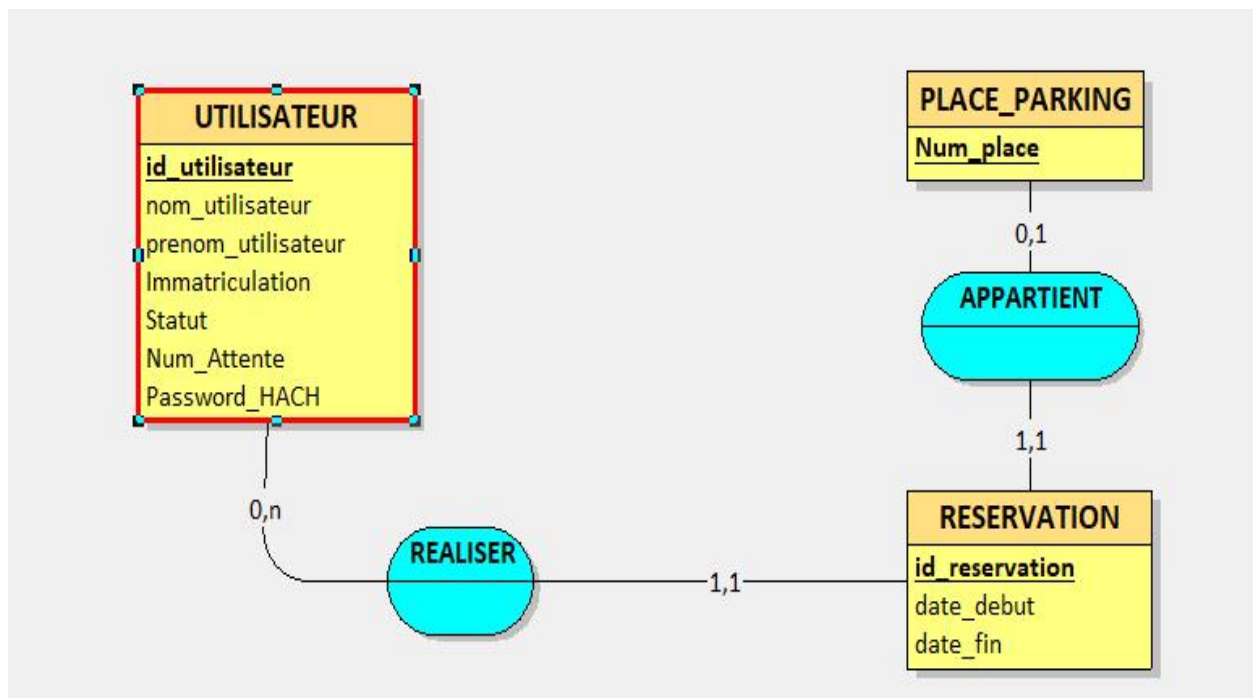 UTILISATEUR
id_utilisateur
nom_utilisateur
prenom_utilisateur
Immatriculation
Statut
Num_Attente
Password_HACH
0,n
REALISER
1,1
PLACE_PARKING
Num_place
0,1
APPARTIENT
1,1
RESERVATION
id_reservation
date_debut
date_fin